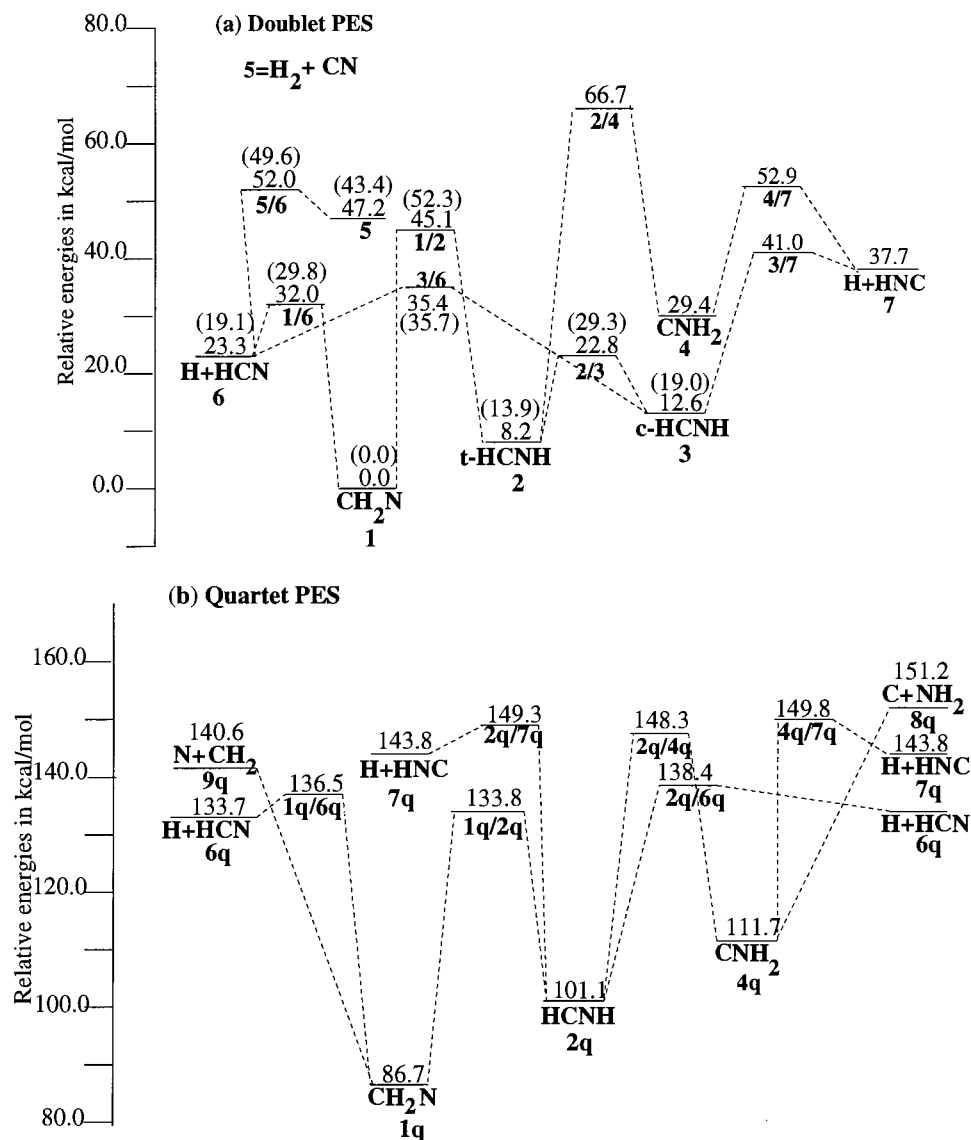 (a) Doublet PES
5=H2+ CN
Relative energies in kcal/mol
80.0
60.0
40.0
20.0
0.0
(49.6)
52.0
5/6
(43.4)
47.2
5
(52.3)
45.1
1/2
66.7
2/4
52.9
4/7
41.0
3/7
37.7
H+HNC
7
(29.8)
32.0
1/6
3/6
35.4
(35.7)
(19.1)
23.3
H+HCN
6
(29.3)
22.8
2/3
29.4
CNH2
4
(19.0)
12.6
c-HCNH
3
(13.9)
8.2
t-HCNH
2
(0.0)
0.0
CH2N
1
(b) Quartet PES
Relative energies in kcal/mol
160.0
140.0
120.0
100.0
80.0
140.6
N+CH2
9q
133.7
H+HCN
6q
136.5
1q/6q
143.8
H+HNC
7q
149.3
2q/7q
133.8
1q/2q
148.3
2q/4q
138.4
2q/6q
149.8
4q/7q
151.2
C+NH2
8q
143.8
H+HNC
7q
H+HCN
6q
111.7
CNH2
4q
101.1
HCNH
2q
86.7
CH2N
1q